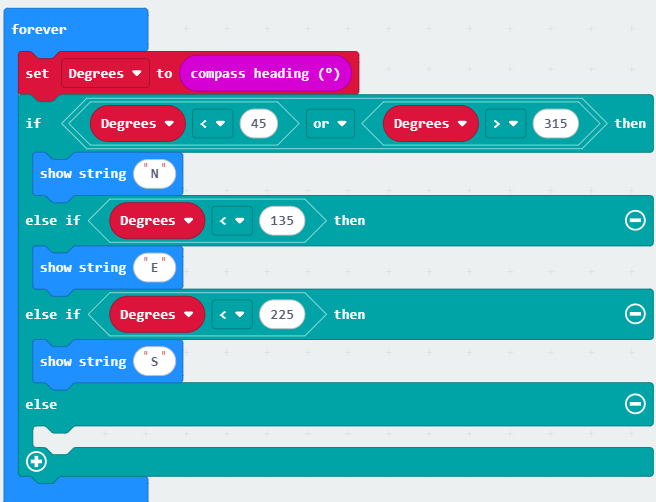 forever
set Degrees to compass heading (°)
if Degrees < 45 or Degrees > 315 then
show string "N"
else if Degrees < 135 then
show string "E"
else if Degrees < 225 then
show string "S"
else